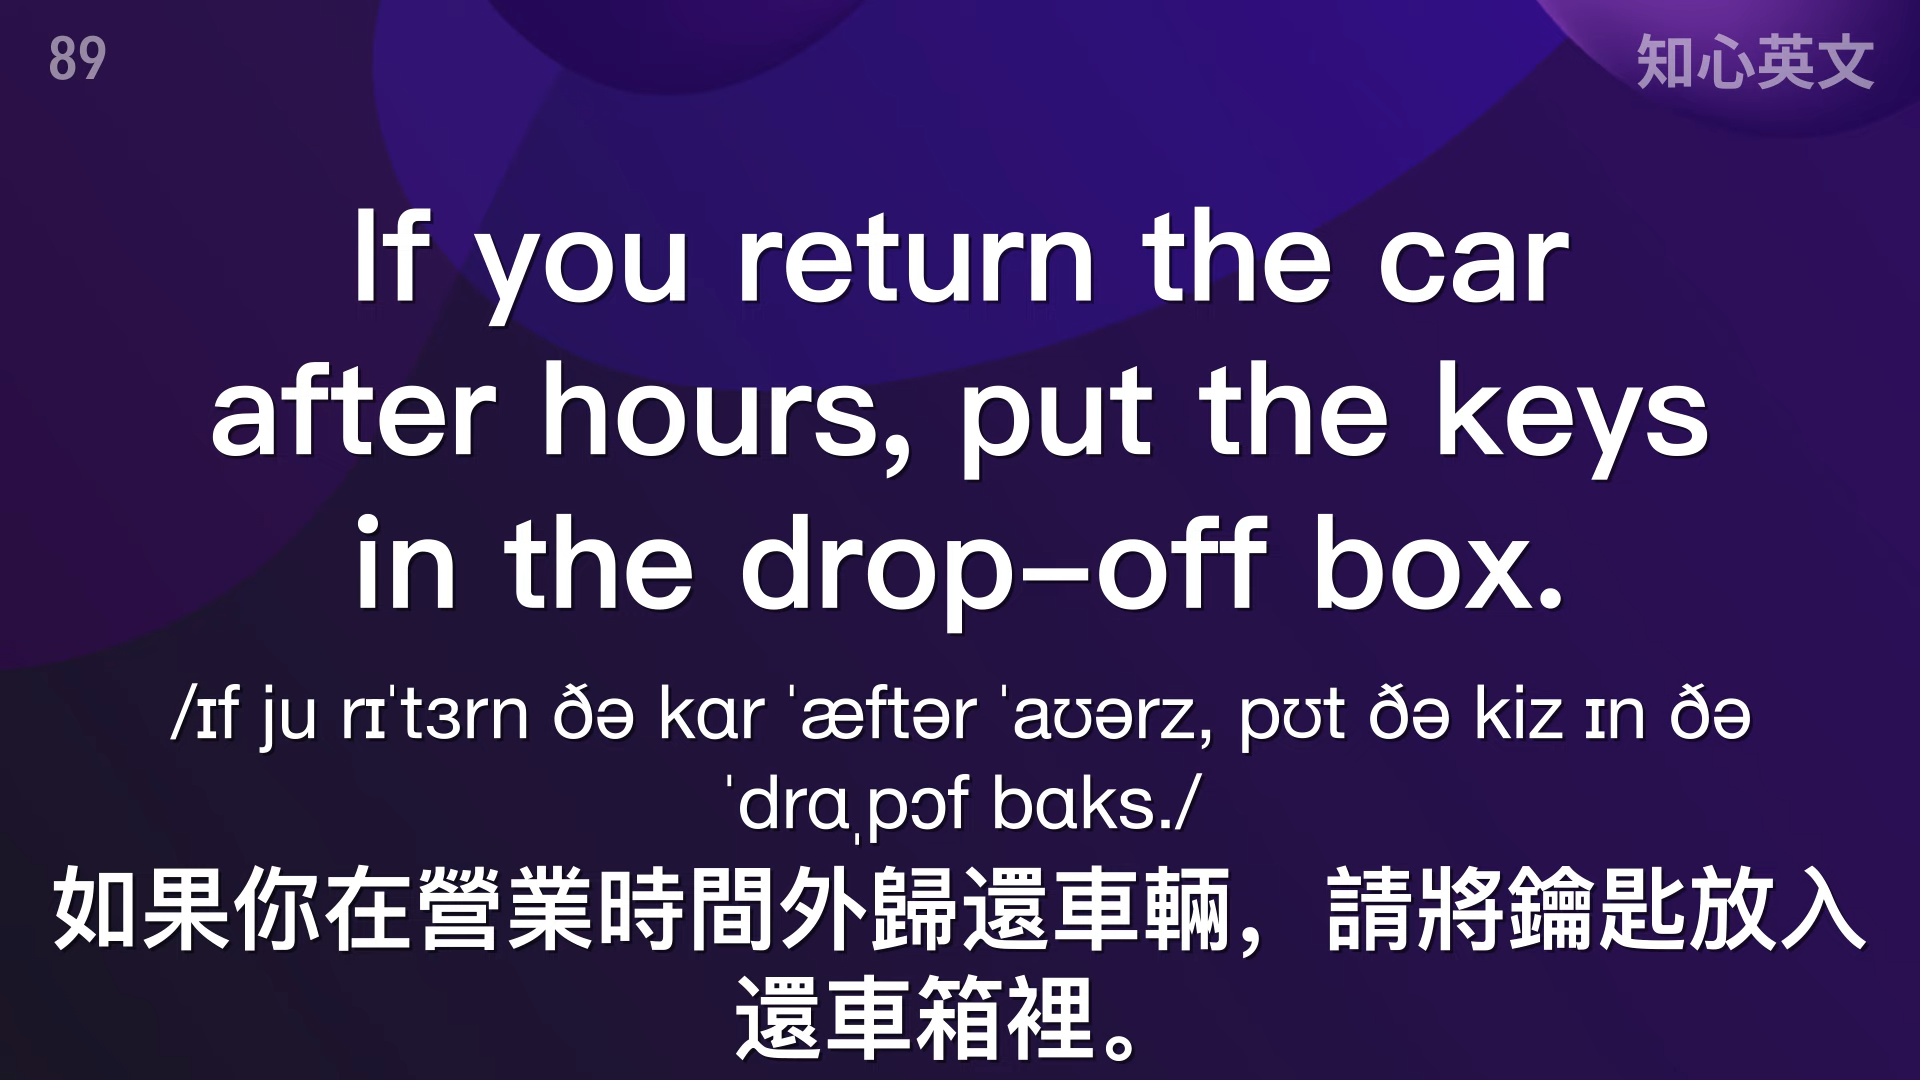 89
知心英文
If you return the car
after hours, put the keys
in the drop-off box.
/ɪf ju rɪˈtɜrn ðə kɑr ˈæftər ˈaʊərz, pʊt ðə kiz ɪn ðə
ˈdrɑˌpɔf bɑks./
如果你在營業時間外歸還車輛，請將鑰匙放入
還車箱裡。